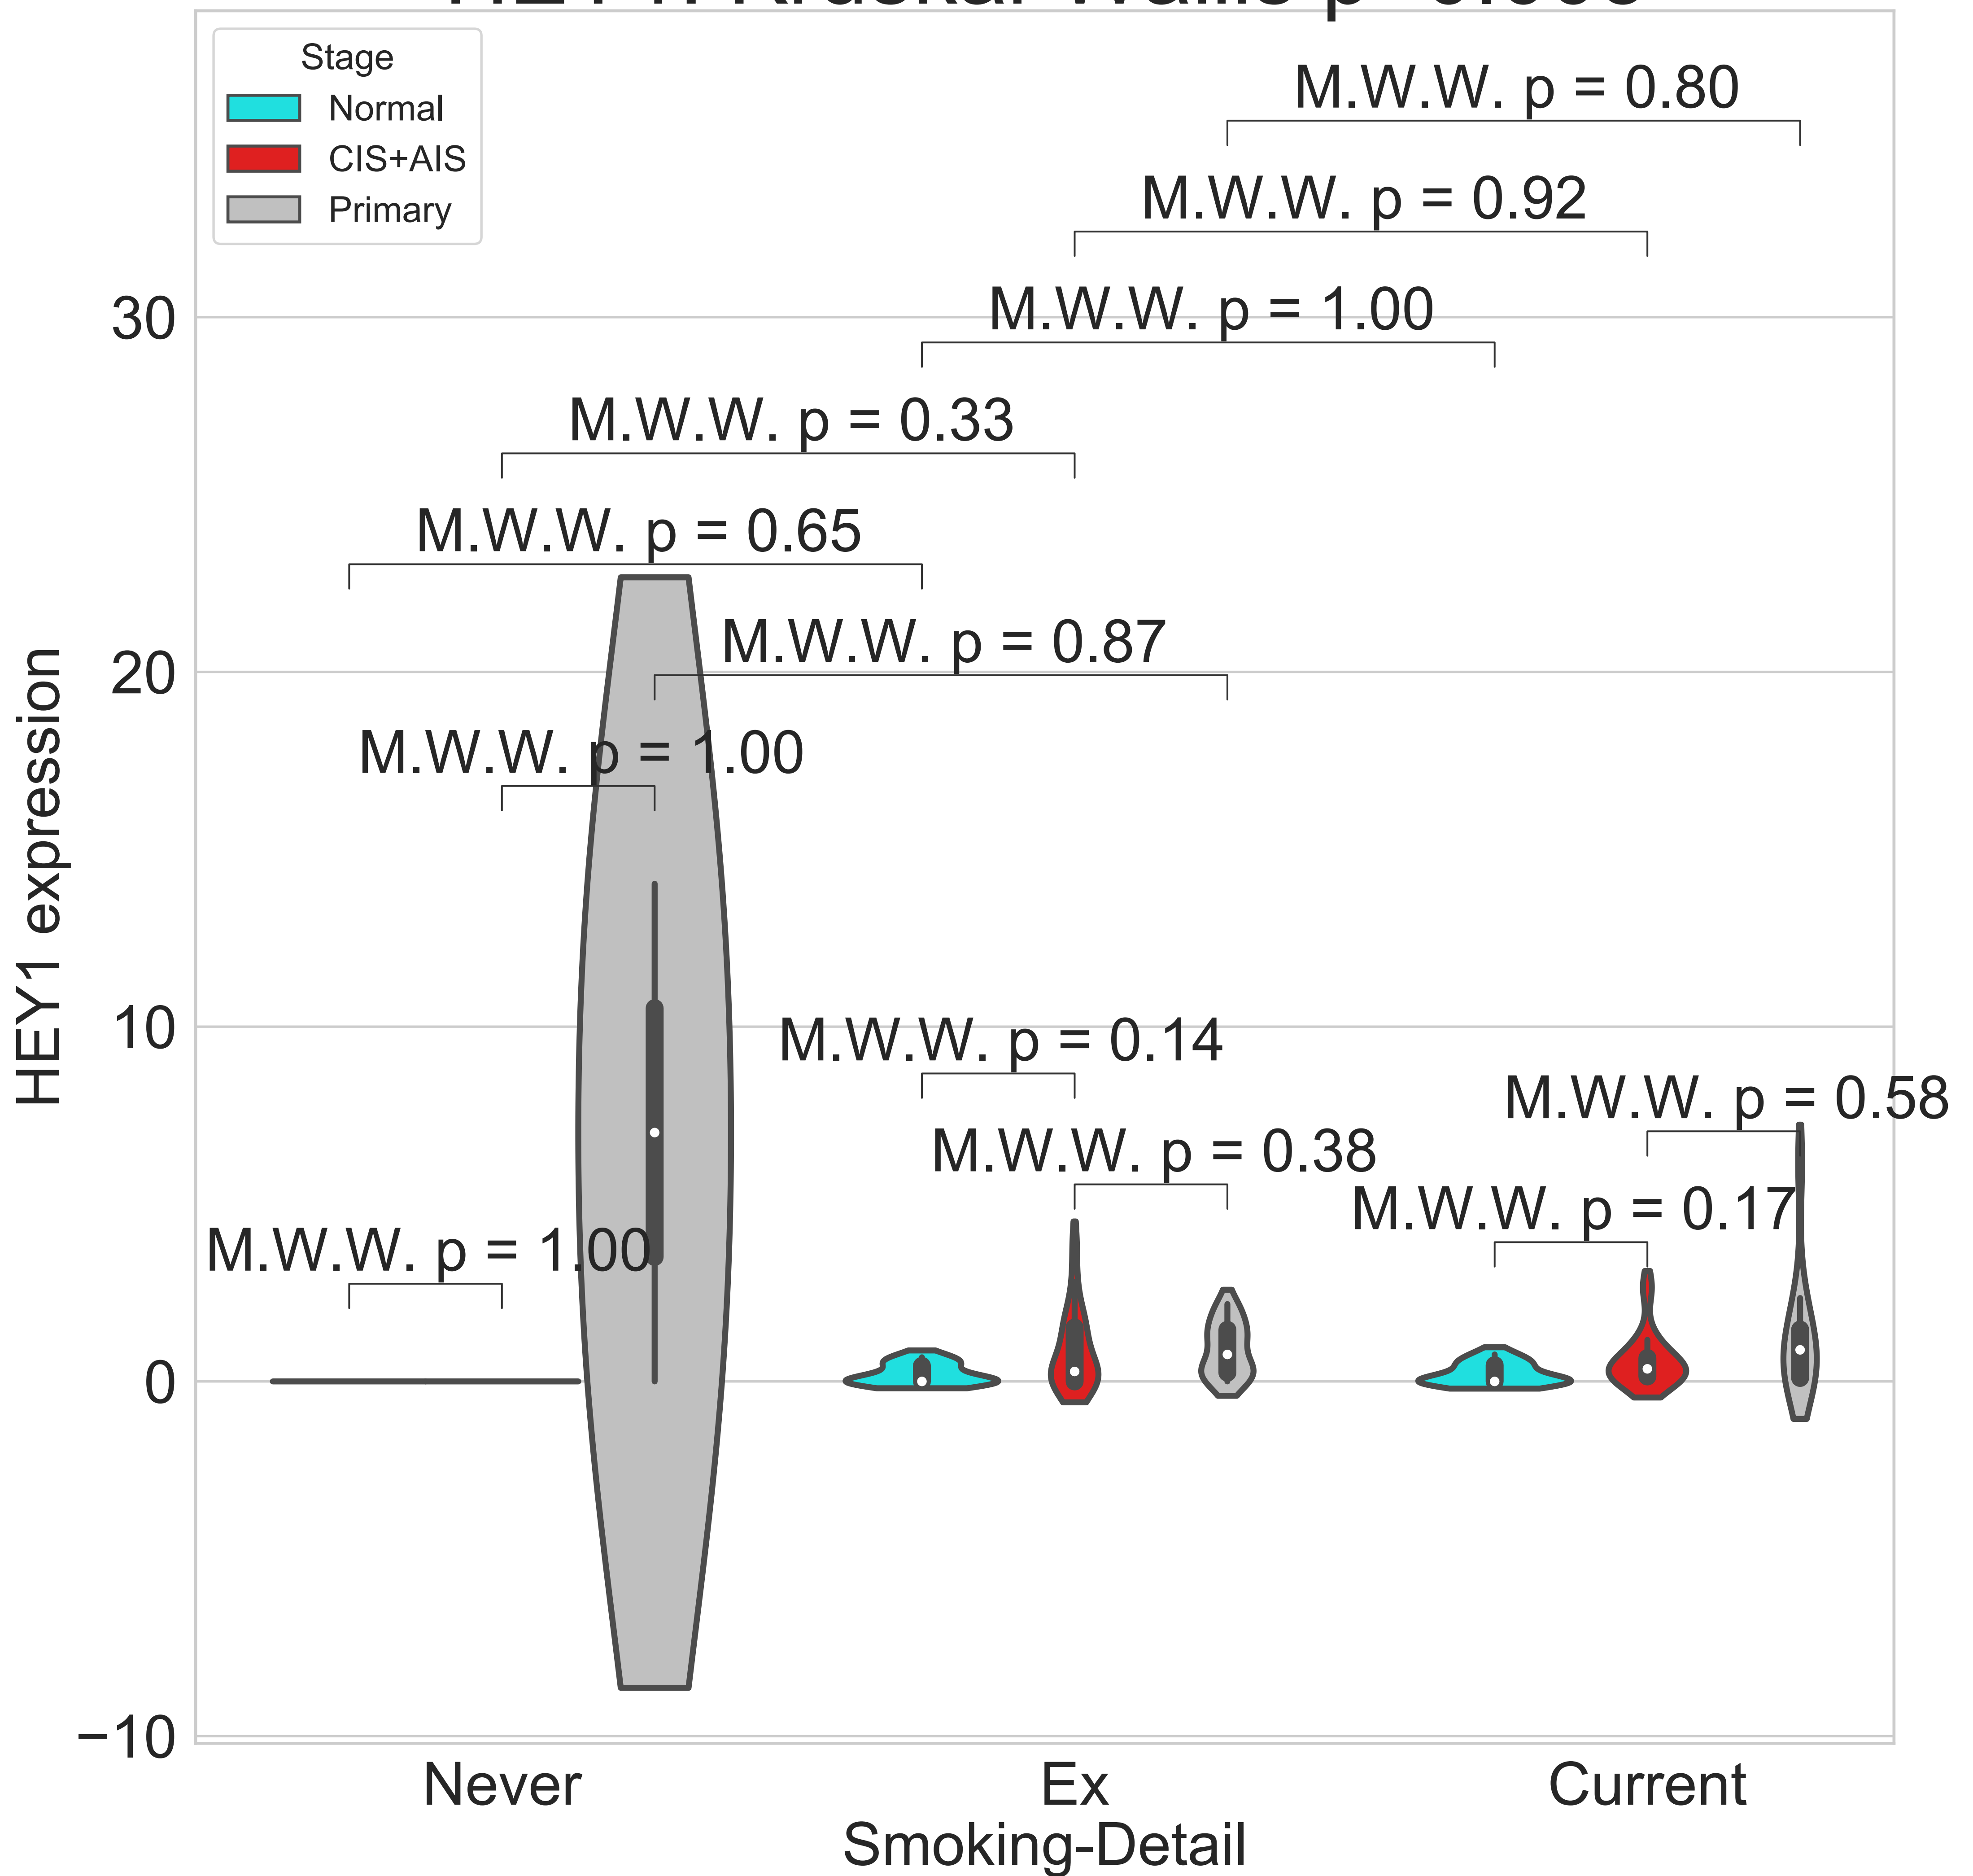 Stage
Normal
CIS+AIS
Primary
M.W.W. p = 0.80
M.W.W. p = 0.92
M.W.W. p = 1.00
M.W.W. p = 0.33
M.W.W. p = 0.65
M.W.W. p = 0.87
M.W.W. p = 1.00
M.W.W. p = 0.14
M.W.W. p = 0.58
M.W.W. p = 0.38
M.W.W. p = 0.17
M.W.W. p = 1.00
HEY1 expression
30
20
10
0
−10
Never
Ex
Current
Smoking-Detail